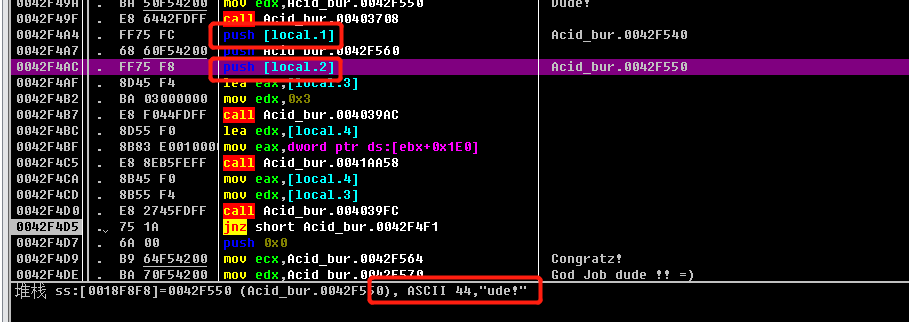 0042F49A . BA 50F54200 mov edx,Acid_bur.0042F550 Dude!
0042F49F . E8 6442FDFF call Acid_bur.00403708
0042F4A4 . FF75 FC push [local.1] Acid_bur.0042F540
0042F4A7 . 68 60F54200 push Acid_bur.0042F560
0042F4AC . FF75 F8 push [local.2] Acid_bur.0042F550
0042F4AF . 8D45 F4 lea eax,[local.3]
0042F4B2 . BA 03000000 mov edx,0x3
0042F4B7 . E8 F044FDFF call Acid_bur.004039AC
0042F4BC . 8D55 F0 lea edx,[local.4]
0042F4BF . 8B83 E0010000 mov eax,dword ptr ds:[ebx+0x1E0]
0042F4C5 . E8 8EB5FEFF call Acid_bur.0041AA58
0042F4CA . 8B45 F0 mov eax,[local.4]
0042F4CD . 8B55 F4 mov edx,[local.3]
0042F4D0 . E8 2745FDFF call Acid_bur.004039FC
0042F4D5 . 75 1A jnz short Acid_bur.0042F4F1
0042F4D7 . 6A 00 push 0x0
0042F4D9 . B9 64F54200 mov ecx,Acid_bur.0042F564 Congratz!
0042F4DE . BA 70F54200 mov edx,Acid_bur.0042F570 God Job dude !! =)
堆栈 ss:[0018F8F8]=0042F550 (Acid_bur.0042F550), ASCII 44,"ude!"